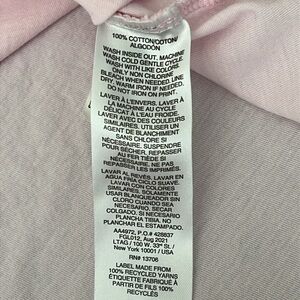 100% COTTON/COTON/
ALGODON
WASH INSIDE OUT. MACHINE
WASH COLD GENTLE CYCLE
WASH WITH LIKE COLORS.
ONLY NON CHLORINE
BLEACH WHEN NEEDED. LINE
DRY. WARM IRON IF NEEDED.
DO NOT IRON ON PRINT.
LAVER À L'ENVERS. LAVER À
LA MACHINE AU CYCLE
DÉLICAT À L'EAU FROIDE.
LAVER AVEC DES COULEURS
SIMILAIRES. UTILISER UN
AGENT DE BLANCHIMENT
SANS CHLORE SI
NÉCESSAIRE. SUSPENDRE
POUR SÉCHER. REPASSER
AU FER TIÈDE SI
NÉCESSAIRE. NE PAS
REPASSER LES IMPRIMÉS.
LAVAR AL REVÉS. LAVAR EN
AGUA FRIA CICLO SUAVE.
LAVAR CON COLORES
SIMILARES. DESMANCHAR
USAR BLANQUEADOR SIN
CLORO CUANDO SEA
NECESARIO. SECAR
COLGADO. SI NECESARIO
PLANCHA TIBIA. NO
PLANCHAR EL ESTAMPADO.
AA4972, P.O.# 428837
FGL012, Aug 2021
LTAG / 100 W. 33rd St. /
New York 10001 / USA
RN# 13706
LABEL MADE FROM
100% RECYCLED YARNS
ÉTIQUETTE FABRIQUÉE À
PARTIR DE FILS 100%
RECYCLÉS